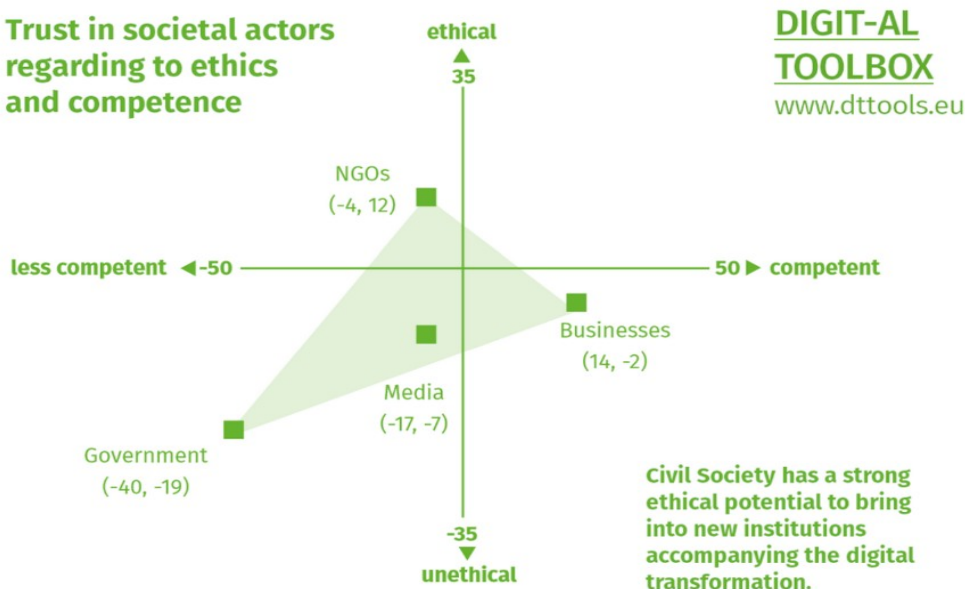 Trust in societal actors
regarding to ethics
and competence
ethical
35
DIGIT-AL
TOOLBOX
www.dttools.eu
NGOs
(-4, 12)
less competent
-50
50
competent
Businesses
(14, -2)
Media
(-17, -7)
Government
(-40, -19)
-35
unethical
Civil Society has a strong
ethical potential to bring
into new institutions
accompanying the digital
transformation.